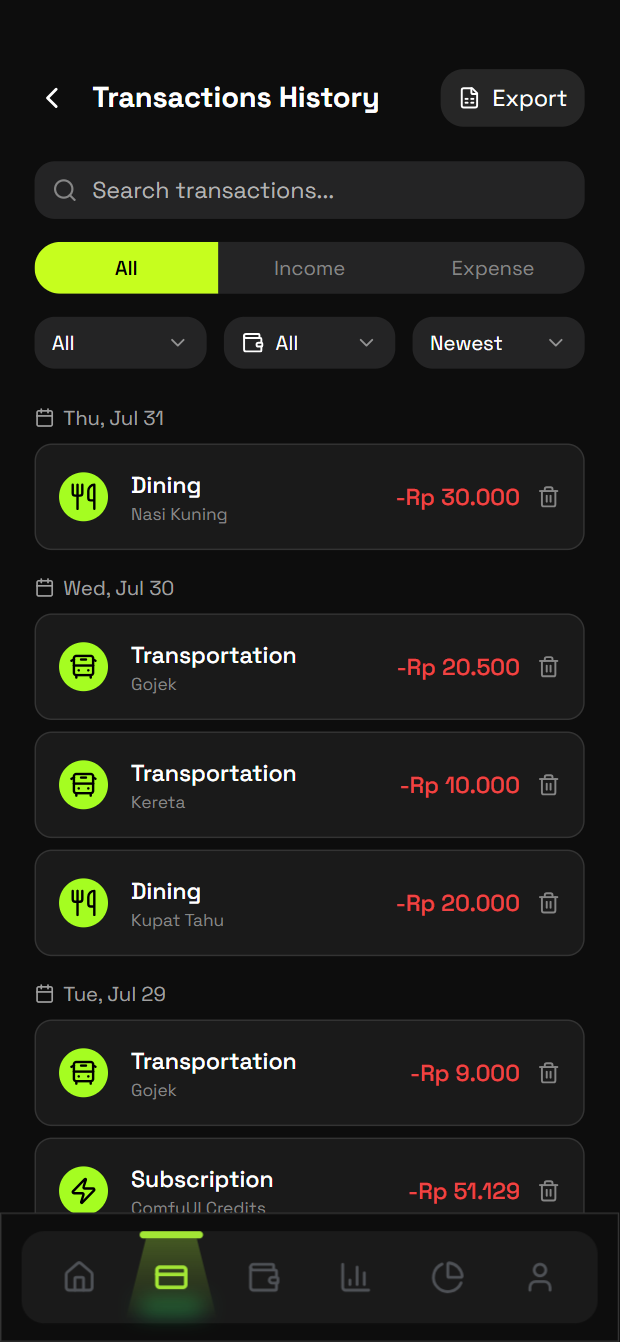 Transactions History
Export
Search transactions...
All
Income
Expense
All
All
Newest
Thu, Jul 31
Dining
-Rp 30.000
Nasi Kuning
Wed, Jul 30
Transportation
-Rp 20.500
Gojek
Transportation
-Rp 10.000
Kereta
Dining
-Rp 20.000
Kupat Tahu
Tue, Jul 29
Transportation
-Rp 9.000
Gojek
Subscription
-Rp 51.129
ComfuUI Credits